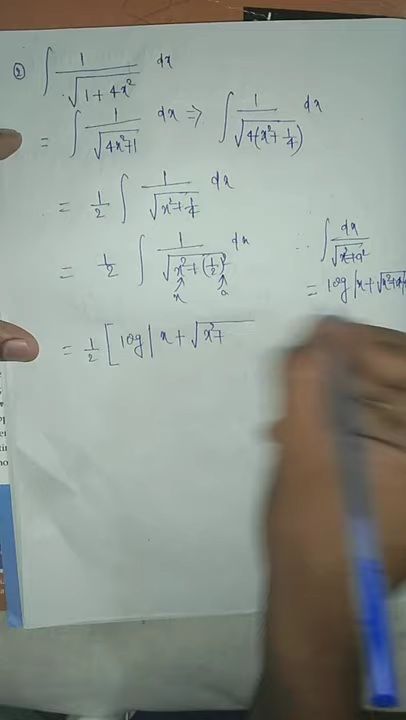 ② ∫ 1/√(1+4x²) dx
= ∫ 1/√(4x²+1) dx ⇒ ∫ 1/√(4(x²+1/4)) dx
= 1/2 ∫ 1/√(x²+1/4) dx
= 1/2 ∫ 1/√(x²+(1/2)²) dx
x a
∴ ∫ dx/√(x²+a²)
= log |x+√(x²+a²)
= 1/2 [ log | x + √(x²+